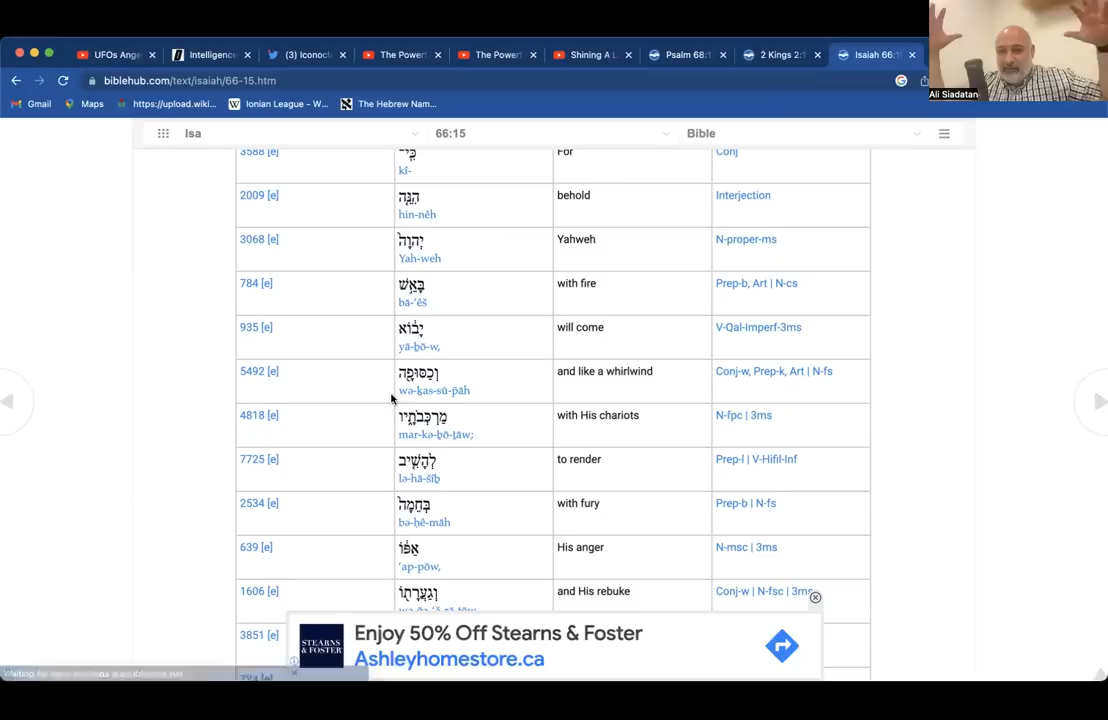 UFOs Ange
Intelligence
(3) Iconocl
The Power
The Power
Shining A L
Psalm 68:1
2 Kings 2:1
Isaiah 66:1
biblehub.com/text/isaiah/66-15.htm
Gmail
Maps
https://upload.wiki...
Ionian League - W...
The Hebrew Nam...
Ali Siadatan
Isa
66:15
Bible
3588 [e]
כִּֽי־
For
Conj
kî-
2009 [e]
הִנֵּ֤ה
behold
Interjection
hin-nêh
3068 [e]
יְהוָה֙
Yahweh
N-proper-ms
Yah-weh
784 [e]
בָּאֵ֣שׁ
with fire
Prep-b, Art | N-cs
bā-’êš
935 [e]
יָב֔וֹא
will come
V-Qal-Imperf-3ms
yā-ḇō-w,
5492 [e]
וְכַסּוּפָ֖ה
and like a whirlwind
Conj-w, Prep-k, Art | N-fs
wə-ḵas-sū-p̄āh
4818 [e]
מַרְכְּבֹתָ֑יו
with His chariots
N-fpc | 3ms
mar-kə-ḇō-ṯāw;
7725 [e]
לְהָשִׁ֤יב
to render
Prep-l | V-Hifil-Inf
lə-hā-šîḇ
2534 [e]
בְּחֵמָה֙
with fury
Prep-b | N-fs
bə-ḥê-māh
639 [e]
אַפּ֔וֹ
His anger
N-msc | 3ms
’ap-pōw,
1606 [e]
וְגַעֲרָת֖וֹ
and His rebuke
Conj-w | N-fsc | 3ms
3851 [e]
STEARNS & FOSTER
Enjoy 50% Off Stearns & Foster
Ashleyhomestore.ca